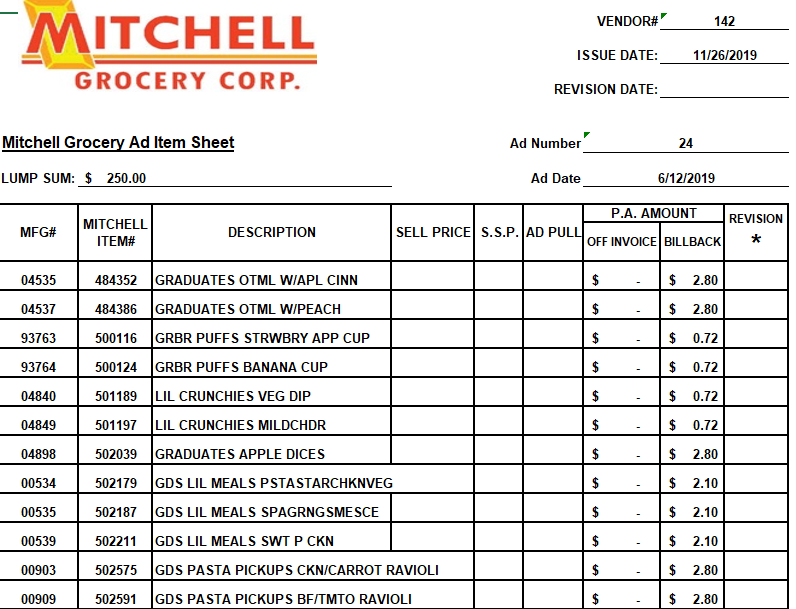 MITCHELL
GROCERY CORP.
VENDOR# 142
ISSUE DATE: 11/26/2019
REVISION DATE:
Mitchell Grocery Ad Item Sheet
Ad Number 24
LUMP SUM: $ 250.00
Ad Date 6/12/2019
MFG# MITCHELL ITEM# DESCRIPTION SELL PRICE S.S.P. AD PULL P.A. AMOUNT OFF INVOICE BILLBACK REVISION *
04535 484352 GRADUATES OTML W/APL CINN $ - $ 2.80
04537 484386 GRADUATES OTML W/PEACH $ - $ 2.80
93763 500116 GRBR PUFFS STRWBRY APP CUP $ - $ 0.72
93764 500124 GRBR PUFFS BANANA CUP $ - $ 0.72
04840 501189 LIL CRUNCHIES VEG DIP $ - $ 0.72
04849 501197 LIL CRUNCHIES MILDCHDR $ - $ 0.72
04898 502039 GRADUATES APPLE DICES $ - $ 2.80
00534 502179 GDS LIL MEALS PSTASTARCHKNVEG $ - $ 2.10
00535 502187 GDS LIL MEALS SPAGRNGSMESCE $ - $ 2.10
00539 502211 GDS LIL MEALS SWT P CKN $ - $ 2.10
00903 502575 GDS PASTA PICKUPS CKN/CARROT RAVIOLI $ - $ 2.80
00909 502591 GDS PASTA PICKUPS BF/TMTO RAVIOLI $ - $ 2.80